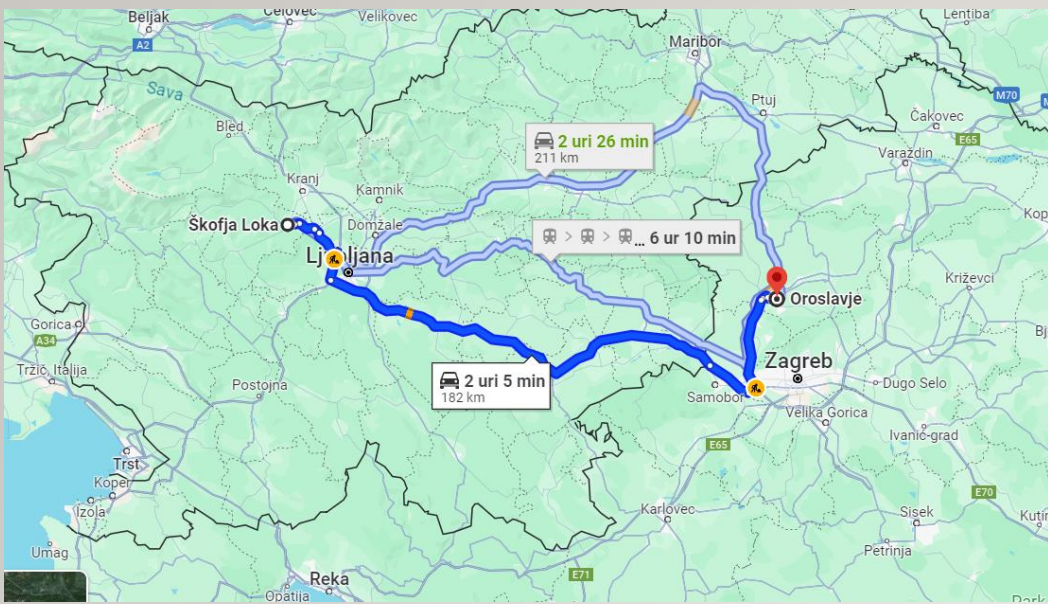 Beljak
Celovec
Velikovec
Lentiba
A2
Maribor
Sava
M70
Ptuj
Čakovec
Bled
2 uri 26 min
211 km
E65
Varaždin
Kranj
Kamnik
Škofja Loka
Domžale
6 ur 10 min
Ljubljana
Križevci
Oroslavje
Gorica
A34
Zagreb
Tržič, Italija
2 uri 5 min
182 km
Postojna
Samobor
Dugo Selo
Velika Gorica
Ivanić-grad
E65
Trst
Koper
E70
Izola
Karlovec
Sisek
Umag
Petrinja
Reka
E71
Opatija
Park